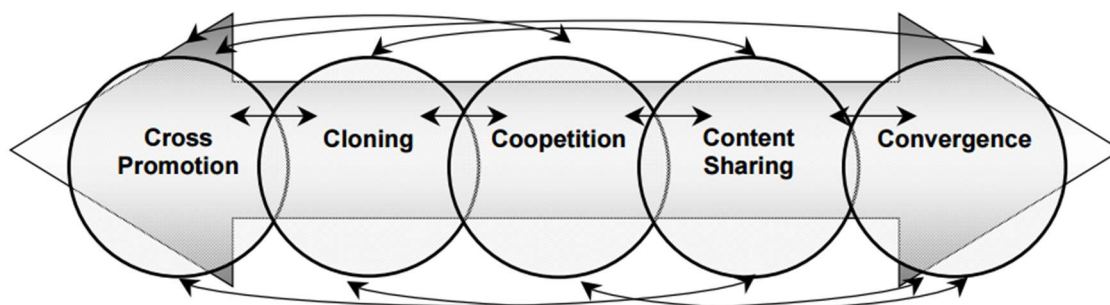 Cross
Promotion
Cloning
Coopetition
Content
Sharing
Convergence